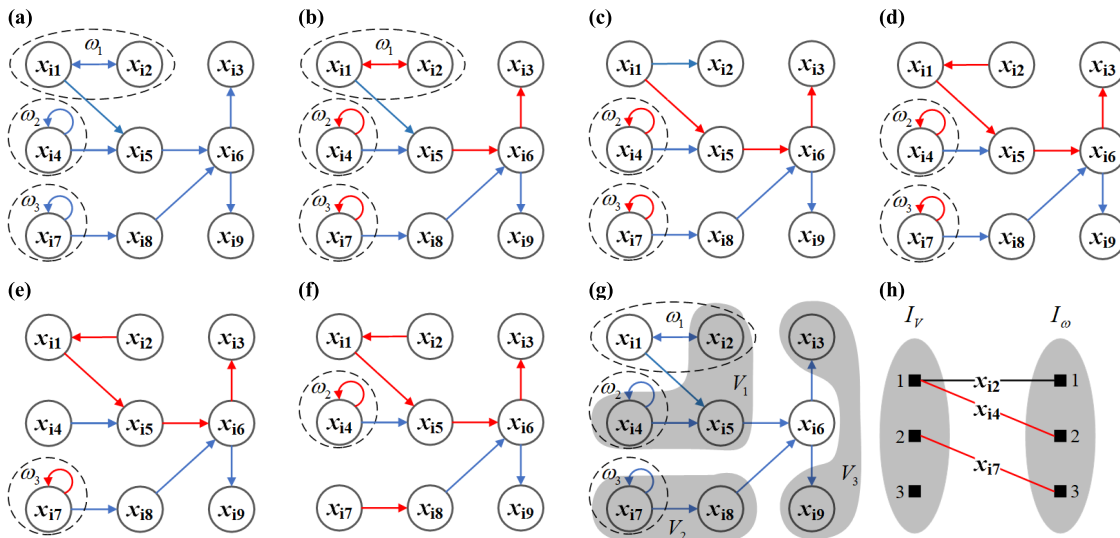 (a) (b) (c) (d)
ω1 ω1
xi1 xi2 xi3 xi1 xi2 xi3 xi1 xi2 xi3 xi1 xi2 xi3
ω2 ω2 ω2 ω2
xi4 xi5 xi6 xi4 xi5 xi6 xi4 xi5 xi6 xi4 xi5 xi6
ω3 ω3 ω3 ω3
xi7 xi8 xi9 xi7 xi8 xi9 xi7 xi8 xi9 xi7 xi8 xi9
(e) (f) (g) (h)
ω1 IV Iω
xi1 xi2 xi3 xi1 xi2 xi3 xi1 xi2 xi3
1 xi2 1
ω2 ω2 V1 xi4
xi4 xi5 xi6 xi4 xi5 xi6 xi4 xi5 xi6 2 2
ω3 ω3 V3 xi7
xi7 xi8 xi9 xi7 xi8 xi9 xi7 xi8 xi9 3 3
V2